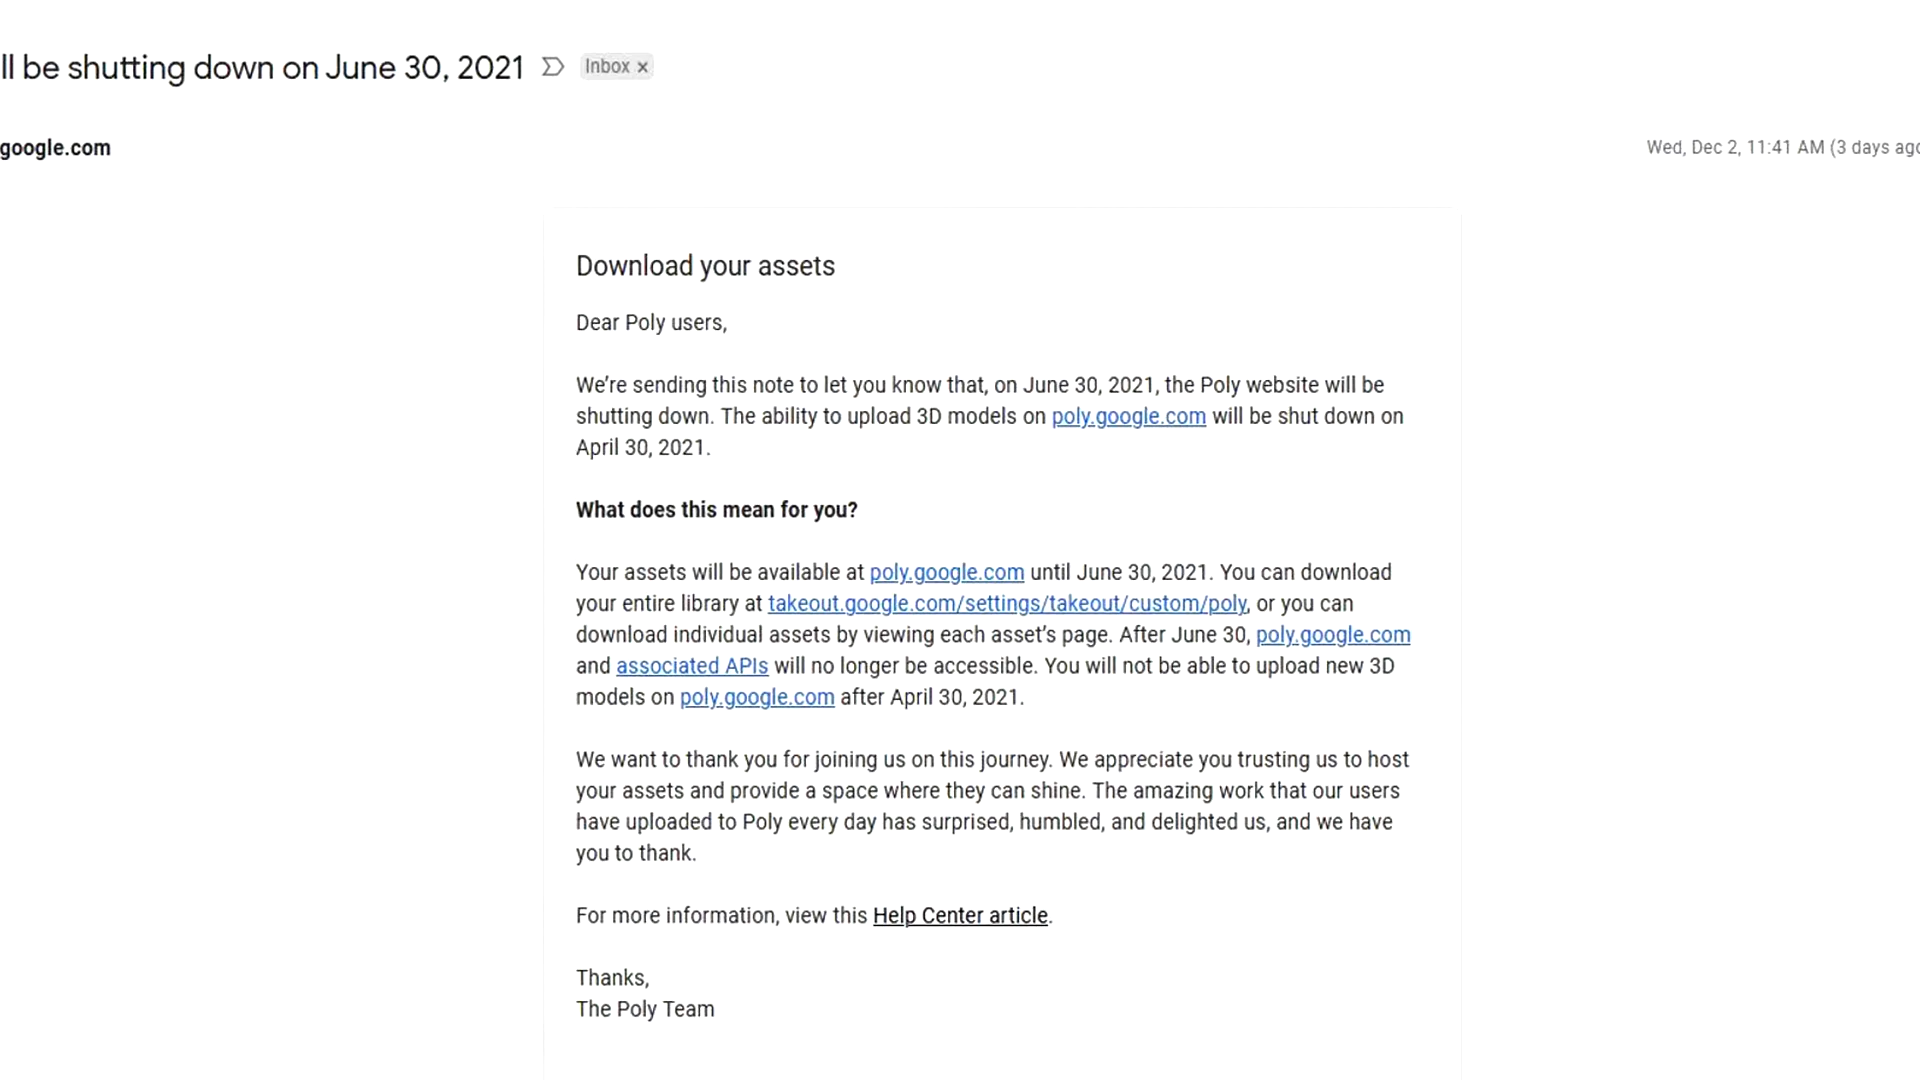 ll be shutting down on June 30, 2021 Inbox x
google.com
Wed, Dec 2, 11:41 AM (3 days ago
Download your assets
Dear Poly users,
We’re sending this note to let you know that, on June 30, 2021, the Poly website will be
shutting down. The ability to upload 3D models on poly.google.com will be shut down on
April 30, 2021.
What does this mean for you?
Your assets will be available at poly.google.com until June 30, 2021. You can download
your entire library at takeout.google.com/settings/takeout/custom/poly, or you can
download individual assets by viewing each asset’s page. After June 30, poly.google.com
and associated APIs will no longer be accessible. You will not be able to upload new 3D
models on poly.google.com after April 30, 2021.
We want to thank you for joining us on this journey. We appreciate you trusting us to host
your assets and provide a space where they can shine. The amazing work that our users
have uploaded to Poly every day has surprised, humbled, and delighted us, and we have
you to thank.
For more information, view this Help Center article.
Thanks,
The Poly Team